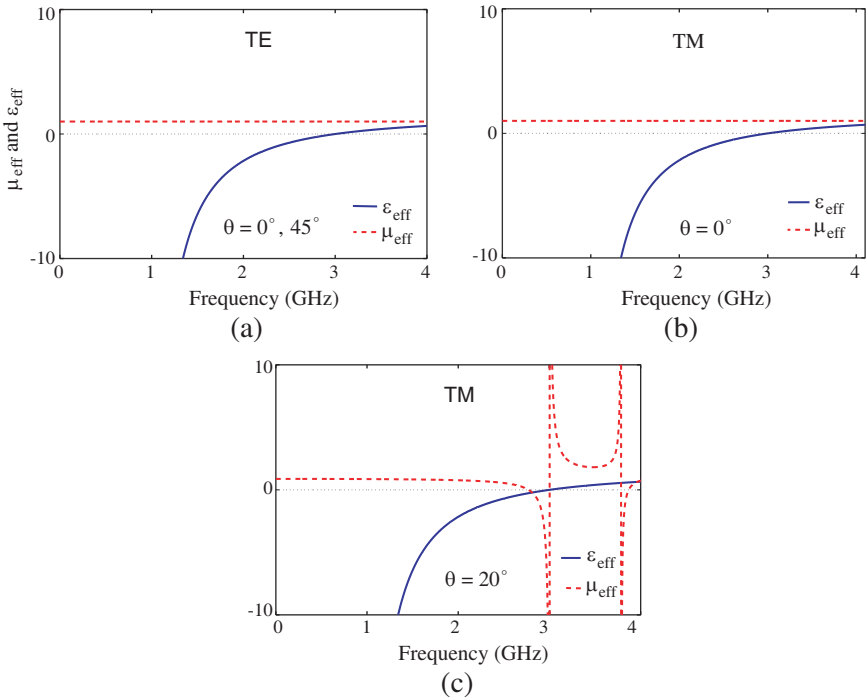 10
TE
μeff and εeff
0
εeff
μeff
θ = 0°, 45°
-10
0
1
2
3
4
Frequency (GHz)
(a)
10
TM
0
εeff
μeff
θ = 0°
-10
0
1
2
3
4
Frequency (GHz)
(b)
10
TM
0
εeff
μeff
θ = 20°
-10
0
1
2
3
4
Frequency (GHz)
(c)